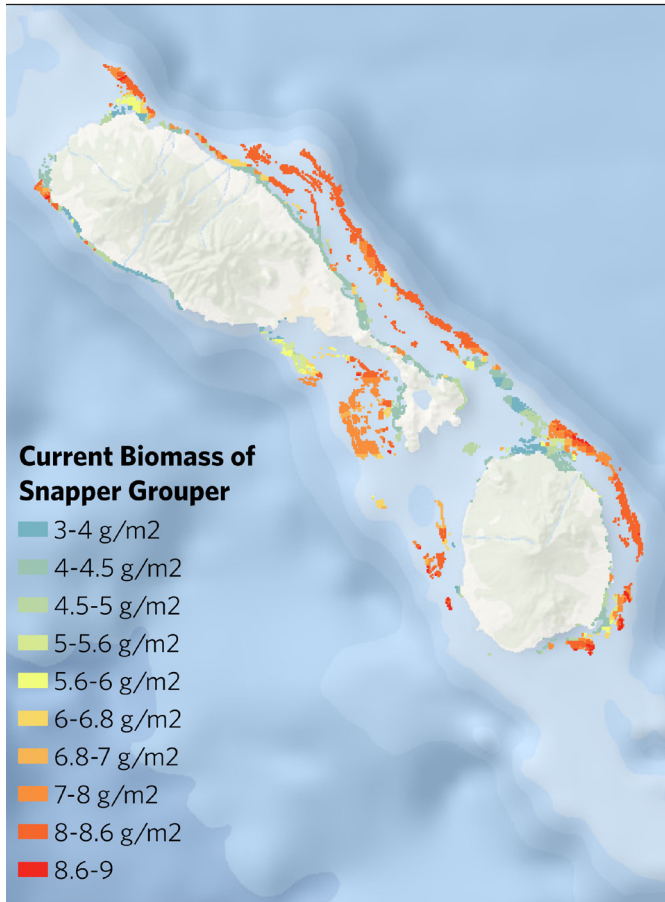 Current Biomass of
Snapper Grouper
3-4 g/m2
4-4.5 g/m2
4.5-5 g/m2
5-5.6 g/m2
5.6-6 g/m2
6-6.8 g/m2
6.8-7 g/m2
7-8 g/m2
8-8.6 g/m2
8.6-9